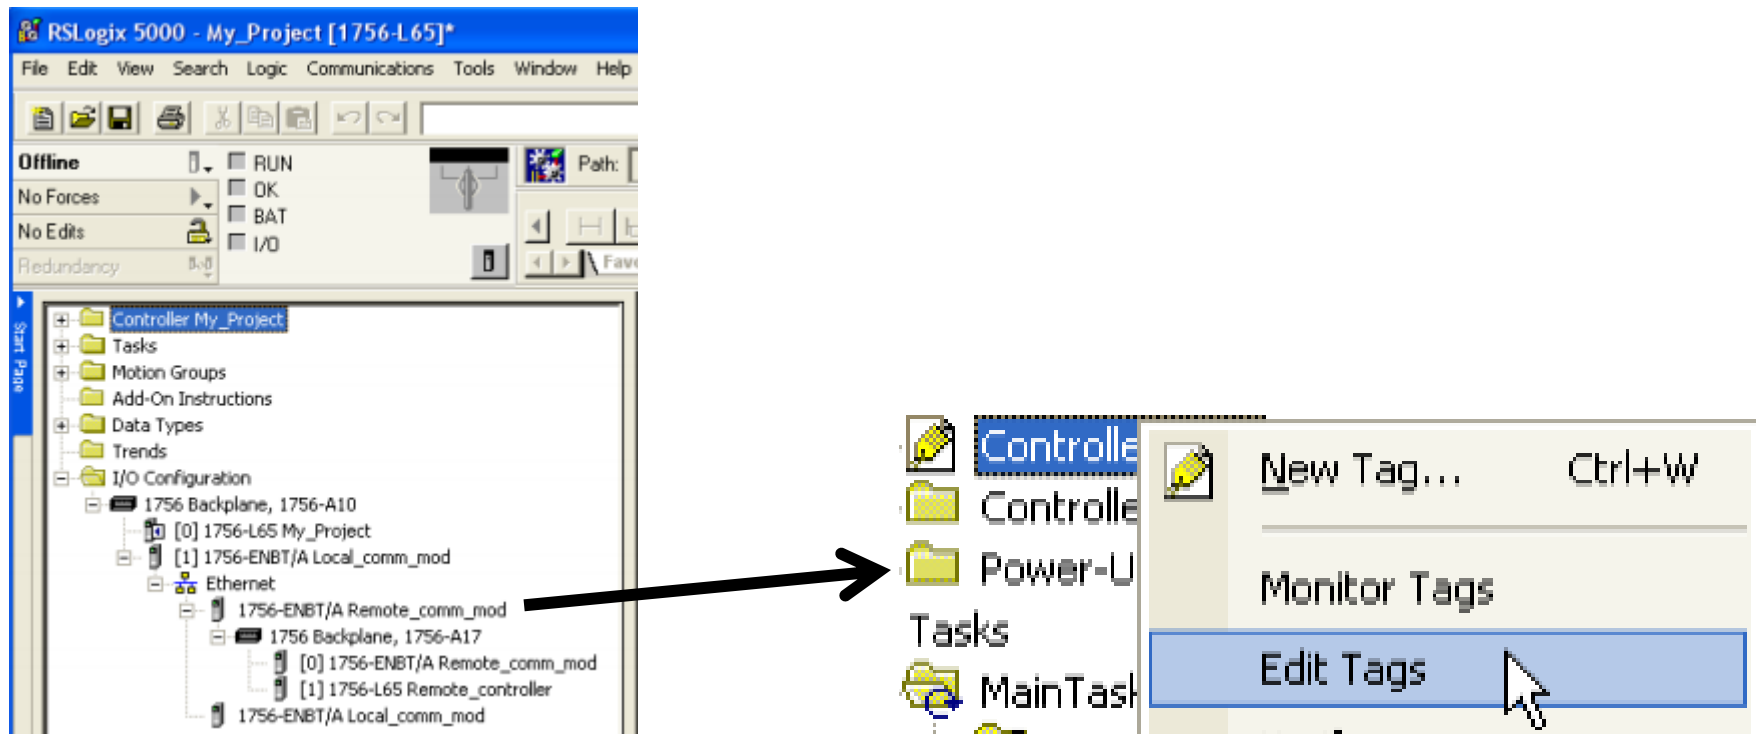 RSLogix 5000 - My_Project [1756-L65]*
File Edit View Search Logic Communications Tools Window Help
Offline
RUN
Path:
No Forces
OK
BAT
No Edits
I/O
Redundancy
Start Page
Controller My_Project
Tasks
Motion Groups
Add-On Instructions
Data Types
Trends
I/O Configuration
1756 Backplane, 1756-A10
[0] 1756-L65 My_Project
[1] 1756-ENBT/A Local_comm_mod
Ethernet
1756-ENBT/A Remote_comm_mod
1756 Backplane, 1756-A17
[0] 1756-ENBT/A Remote_comm_mod
[1] 1756-L65 Remote_controller
1756-ENBT/A Local_comm_mod
Controlle
Controlle
Power-U
Tasks
MainTask
New Tag... Ctrl+W
Monitor Tags
Edit Tags